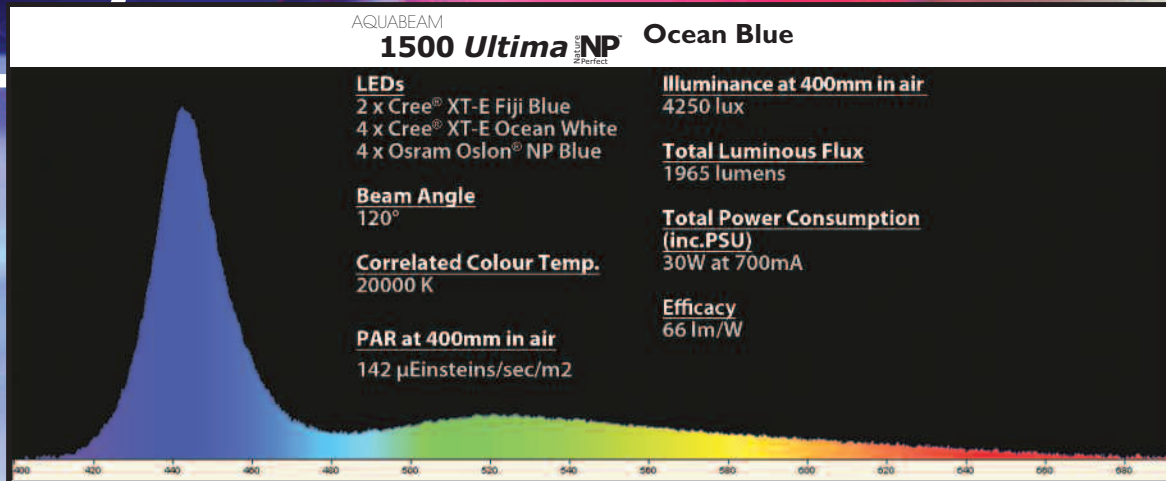 AQUABEAM
1500 Ultima Nature NP™ Perfect Ocean Blue
LEDs
2 x Cree® XT-E Fiji Blue
4 x Cree® XT-E Ocean White
4 x Osram Oslon® NP Blue
Beam Angle
120°
Correlated Colour Temp.
20000 K
PAR at 400mm in air
142 µEinsteins/sec/m2
Illuminance at 400mm in air
4250 lux
Total Luminous Flux
1965 lumens
Total Power Consumption
(inc.PSU)
30W at 700mA
Efficacy
66 lm/W
400 420 440 460 480 500 520 540 560 580 600 620 640 660 680